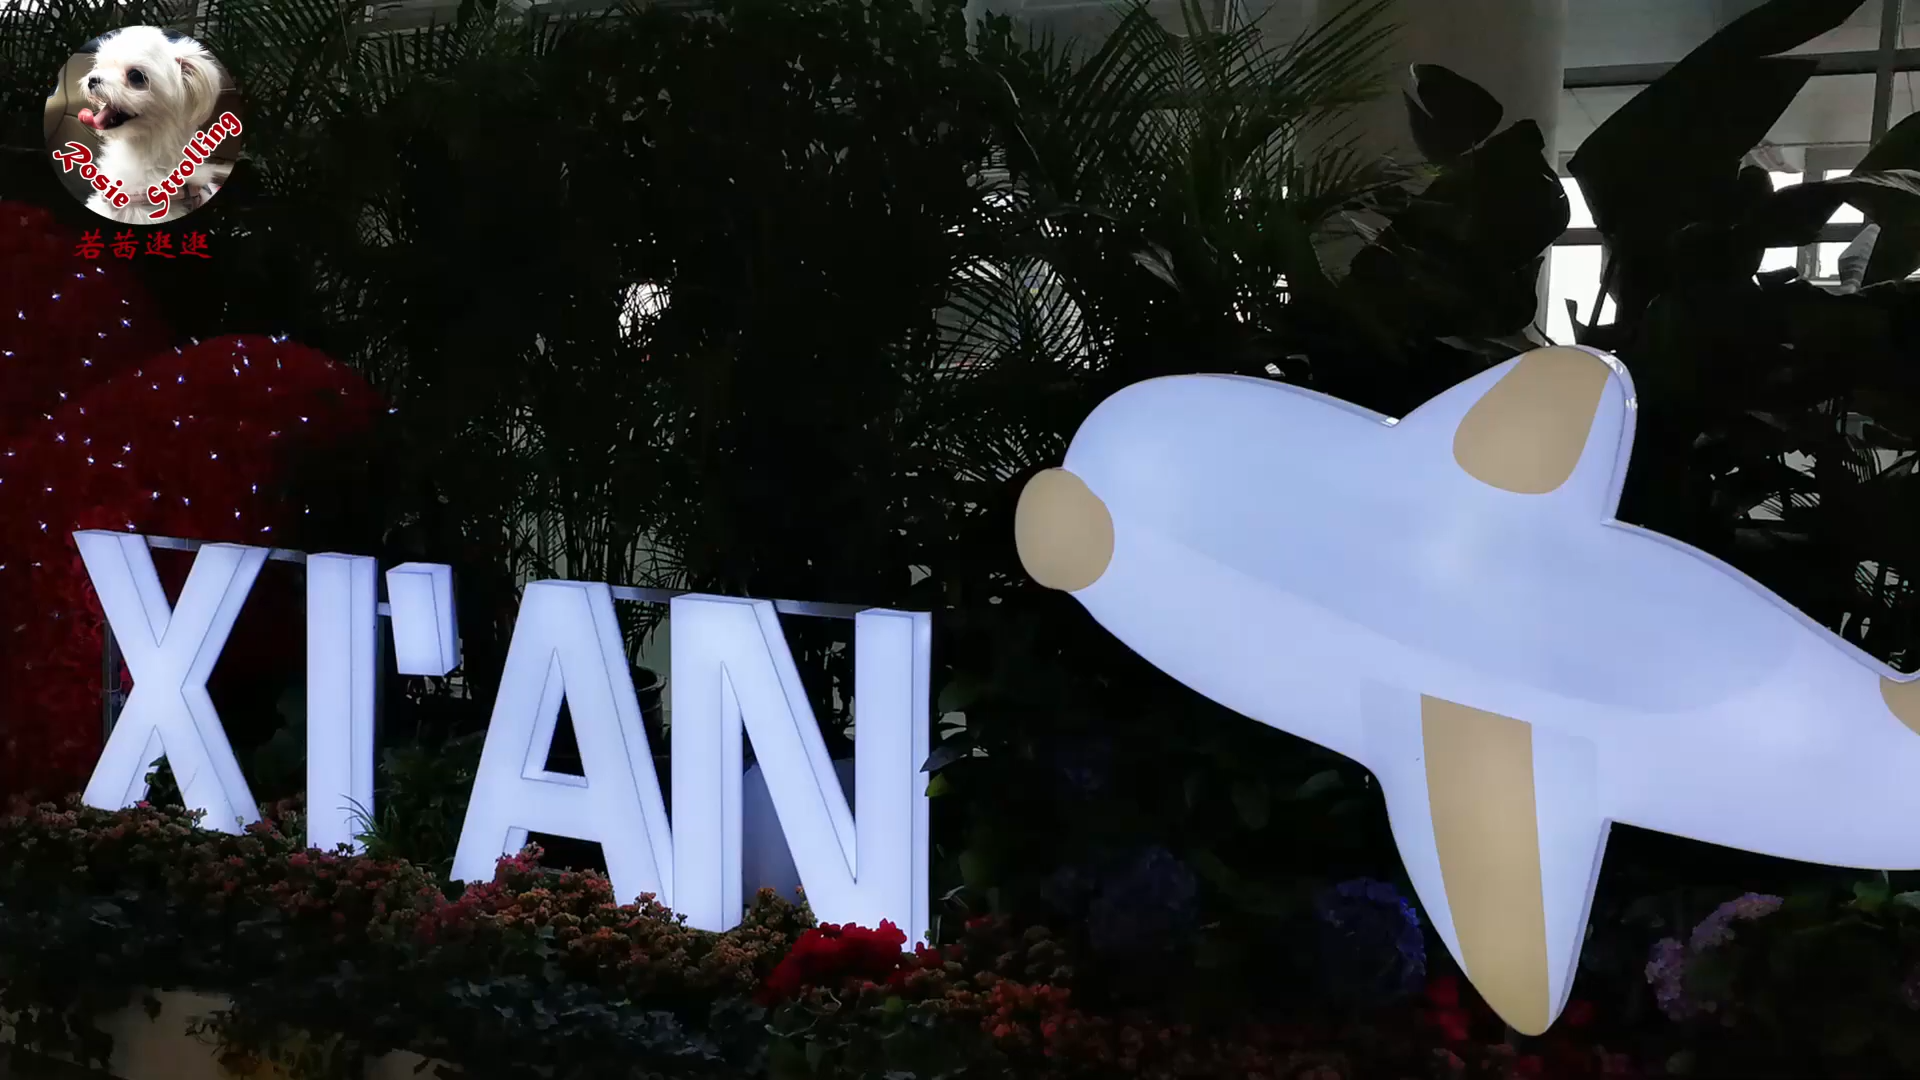 Rosie Strolling
若茜逛逛
XI'AN